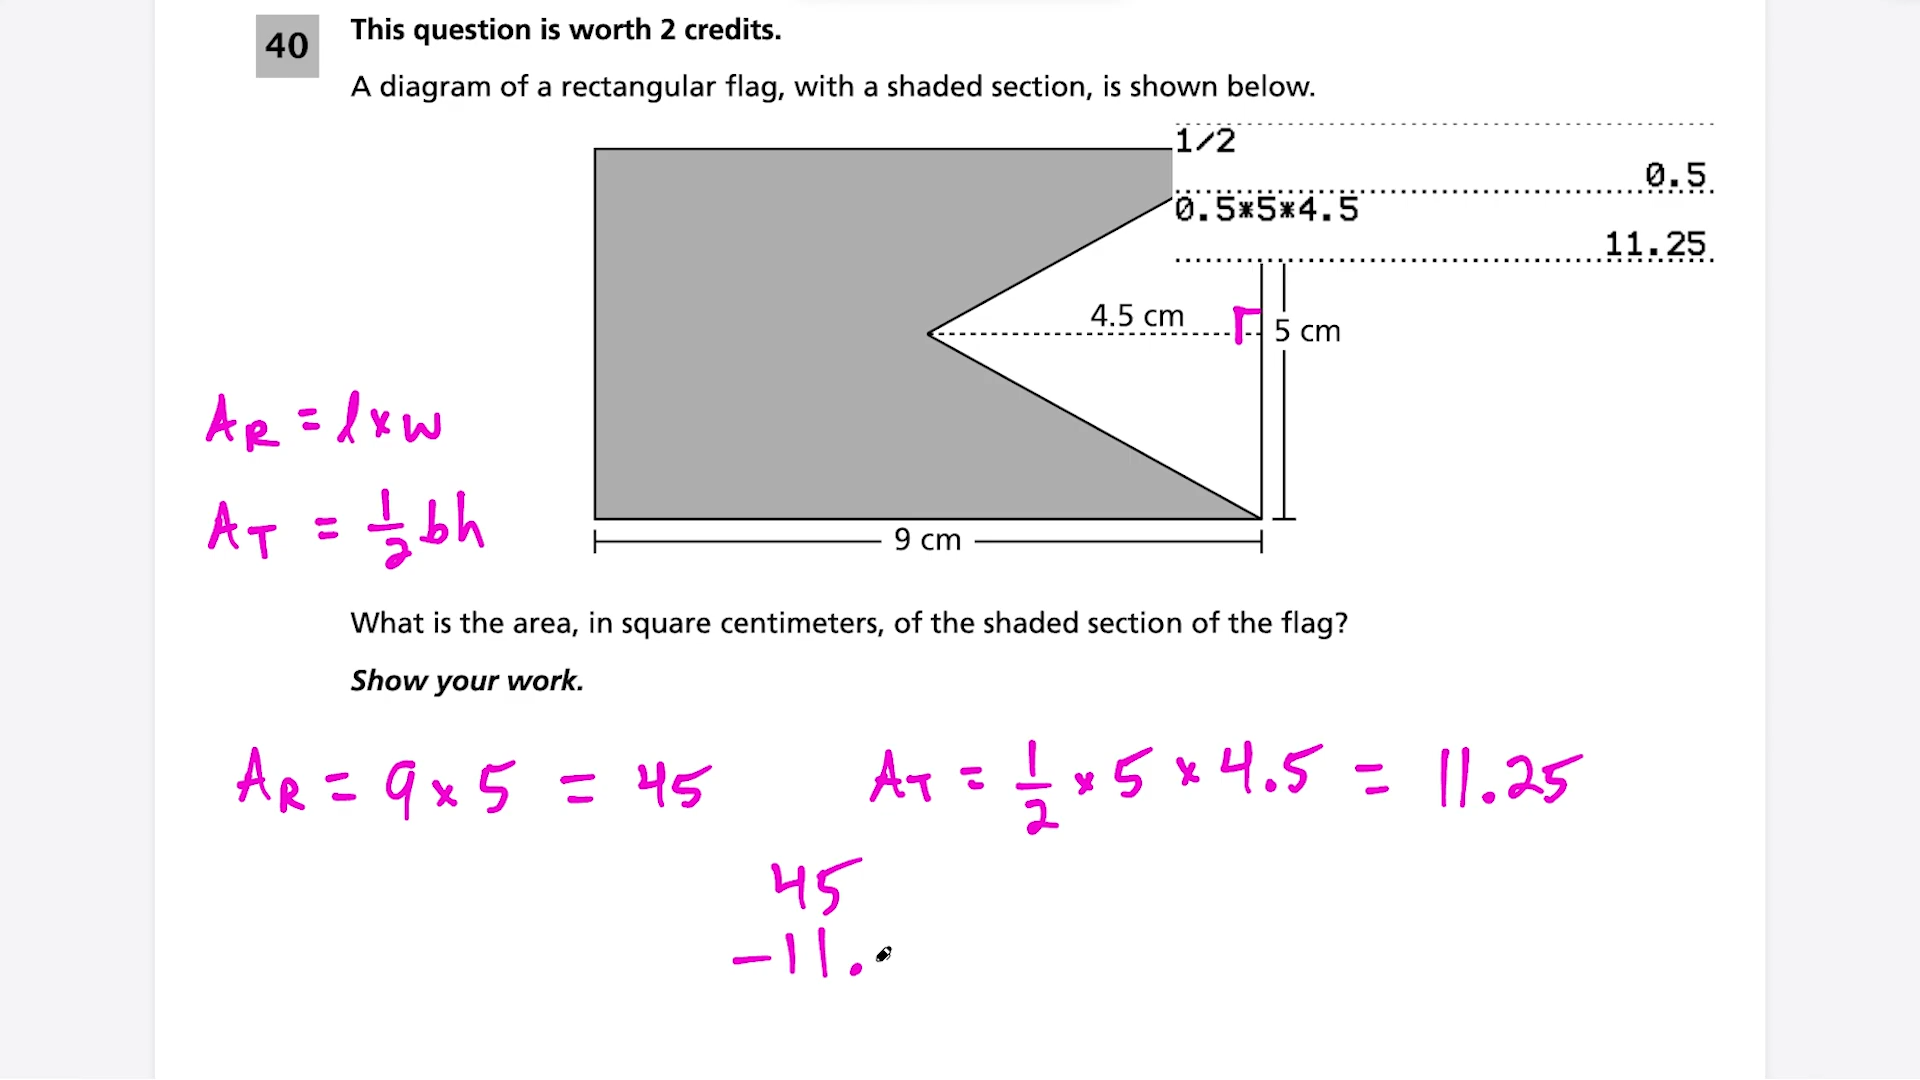 40
This question is worth 2 credits.
A diagram of a rectangular flag, with a shaded section, is shown below.
1/2
0.5
0.5*5*4.5
11.25
4.5 cm
5 cm
A_R = l × w
A_T = 1/2 bh
9 cm
What is the area, in square centimeters, of the shaded section of the flag?
Show your work.
A_R = 9 × 5 = 45
A_T = 1/2 × 5 × 4.5 = 11.25
45
-11.